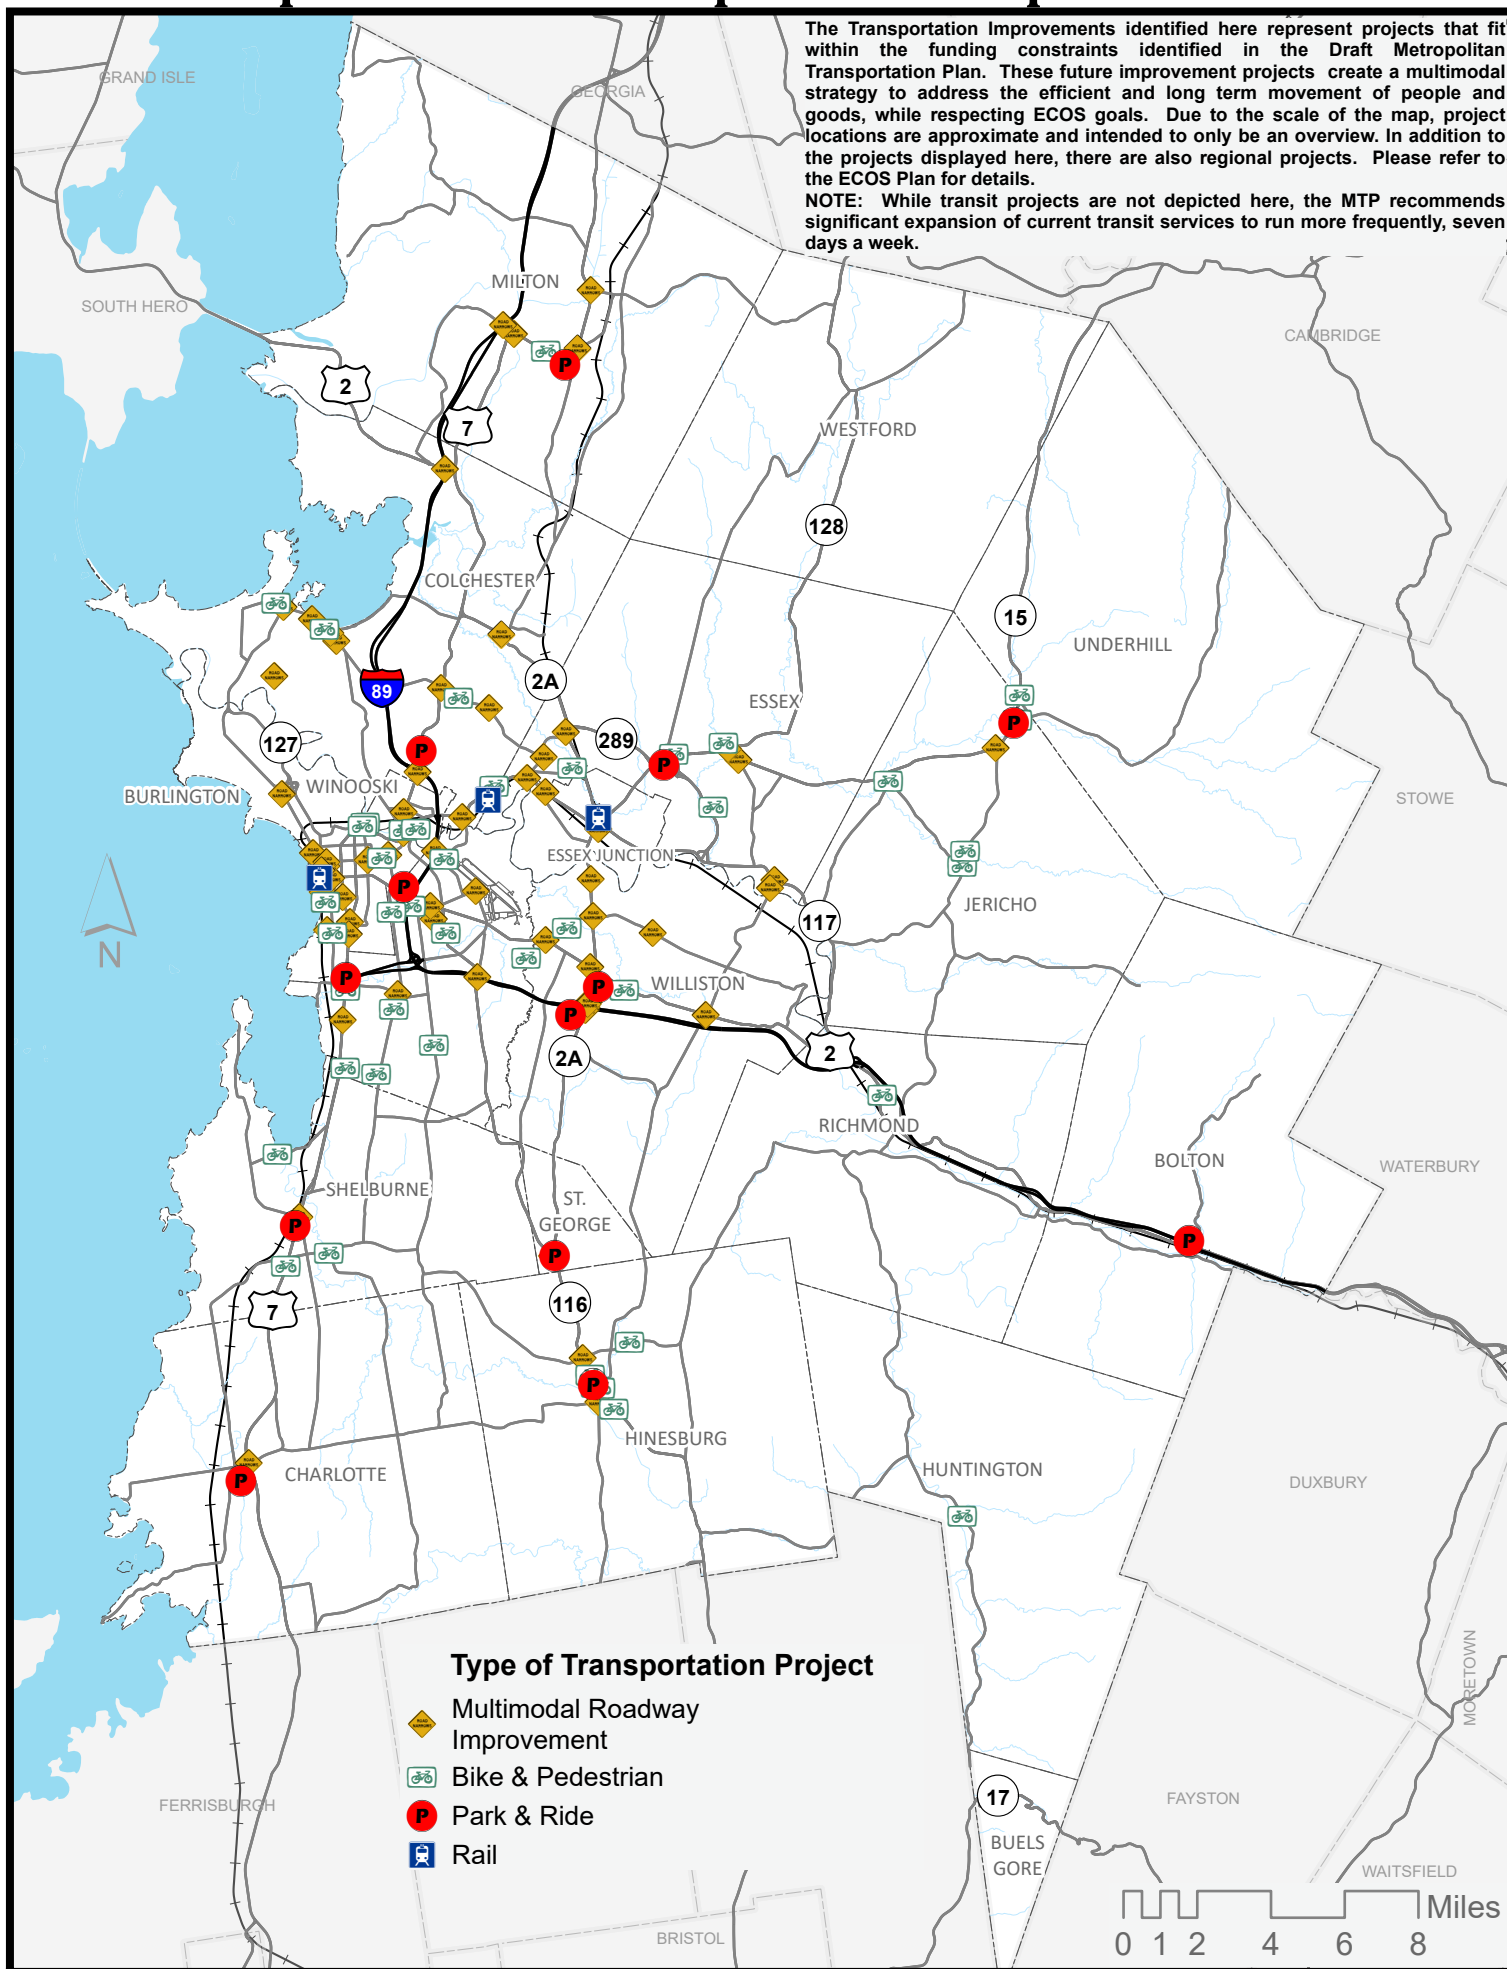 The Transportation Improvements identified here represent projects that fit
within the funding constraints identified in the Draft Metropolitan
Transportation Plan. These future improvement projects create a multimodal
strategy to address the efficient and long term movement of people and
goods, while respecting ECOS goals. Due to the scale of the map, project
locations are approximate and intended to only be an overview. In addition to
the projects displayed here, there are also regional projects. Please refer to
the ECOS Plan for details.
NOTE: While transit projects are not depicted here, the MTP recommends
significant expansion of current transit services to run more frequently, seven
days a week.
GRAND ISLE
GEORGIA
MILTON
SOUTH HERO
CAMBRIDGE
2
7
WESTFORD
128
COLCHESTER
15
UNDERHILL
2A
89
ESSEX
127
289
WINOOSKI
BURLINGTON
STOWE
ESSEX JUNCTION
JERICHO
117
N
WILLISTON
2
2A
RICHMOND
BOLTON
WATERBURY
SHELBURNE
ST.
GEORGE
116
7
HINESBURG
CHARLOTTE
HUNTINGTON
DUXBURY
MORETOWN
Type of Transportation Project
Multimodal Roadway
Improvement
Bike & Pedestrian
P
Park & Ride
Rail
FERRISBURGH
17
FAYSTON
BUELS
GORE
WAITSFIELD
BRISTOL
Miles
0 1 2 4 6 8